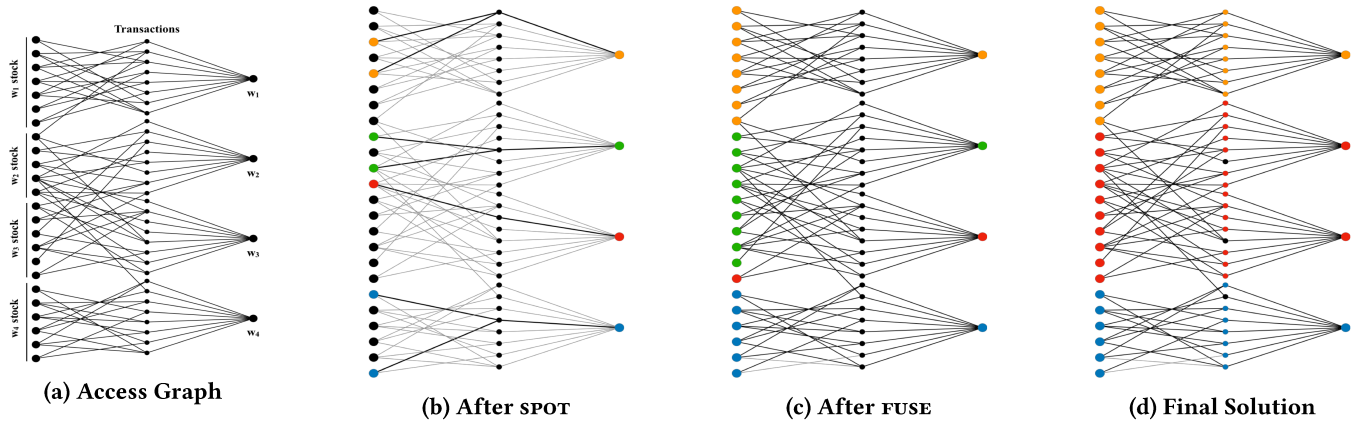 Transactions
w1 stock
w2 stock
w3 stock
w4 stock
w1
w2
w3
w4
(a) Access Graph
(b) After SPOT
(c) After FUSE
(d) Final Solution